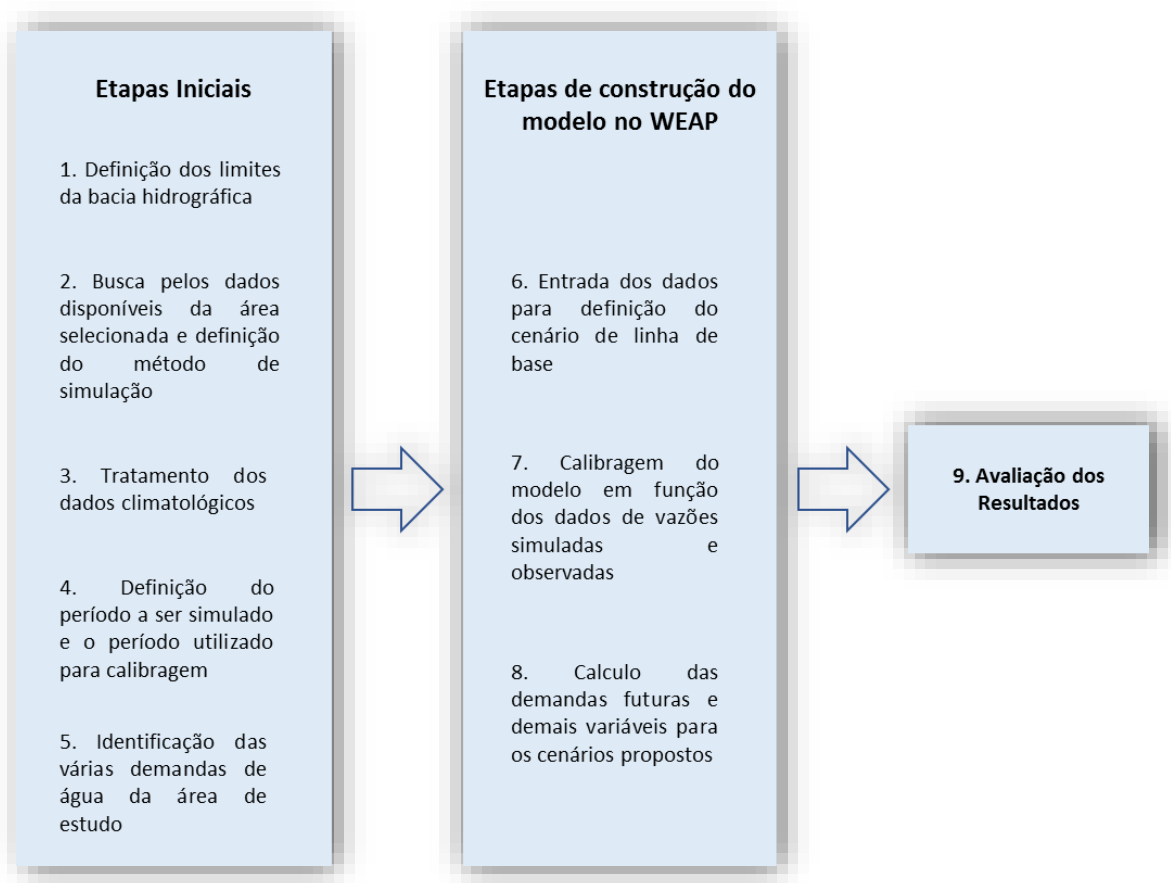 Etapas Iniciais
1. Definição dos limites
da bacia hidrográfica
2. Busca pelos dados
disponíveis da área
selecionada e definição
do método de
simulação
3. Tratamento dos
dados climatológicos
4. Definição do
período a ser simulado
e o período utilizado
para calibragem
5. Identificação das
várias demandas de
água da área de
estudo
Etapas de construção do
modelo no WEAP
6. Entrada dos dados
para definição do
cenário de linha de
base
7. Calibragem do
modelo em função
dos dados de vazões
simuladas e
observadas
8. Calculo das
demandas futuras e
demais variáveis para
os cenários propostos
9. Avaliação dos
Resultados